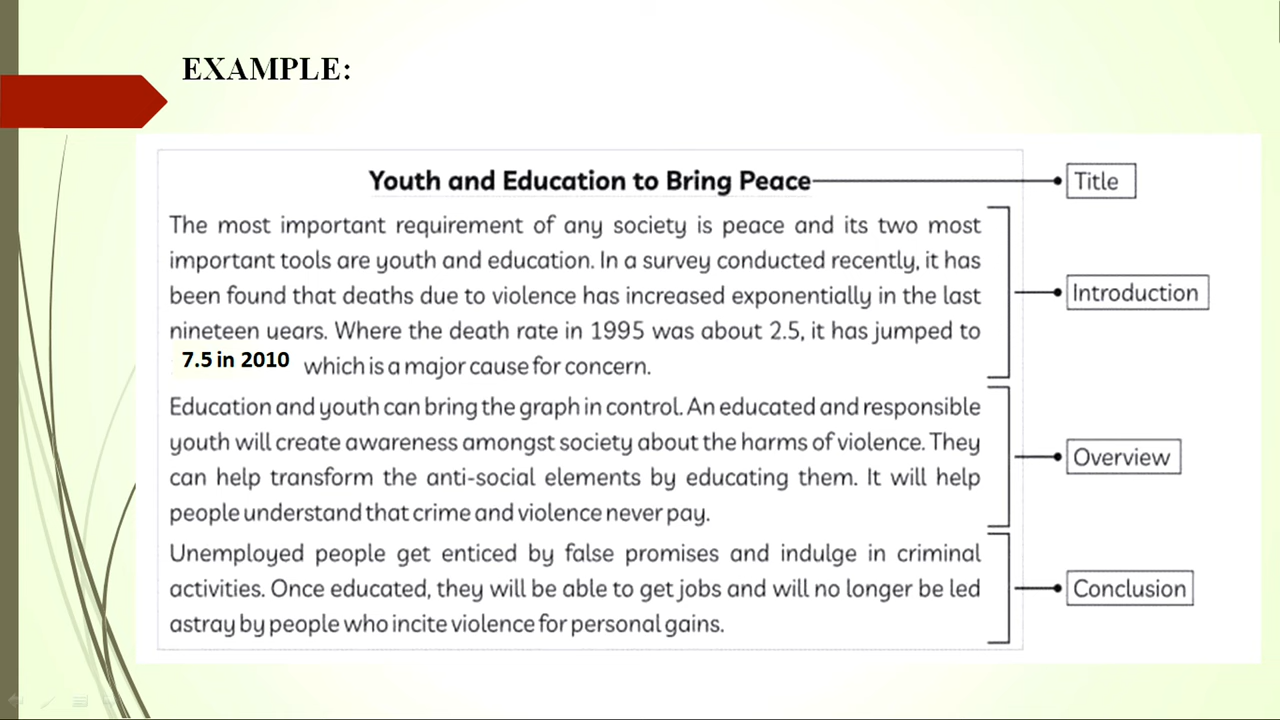 EXAMPLE:
Youth and Education to Bring Peace
Title
The most important requirement of any society is peace and its two most
important tools are youth and education. In a survey conducted recently, it has
been found that deaths due to violence has increased exponentially in the last
nineteen uears. Where the death rate in 1995 was about 2.5, it has jumped to
7.5 in 2010 which is a major cause for concern.
Introduction
Education and youth can bring the graph in control. An educated and responsible
youth will create awareness amongst society about the harms of violence. They
can help transform the anti-social elements by educating them. It will help
people understand that crime and violence never pay.
Overview
Unemployed people get enticed by false promises and indulge in criminal
activities. Once educated, they will be able to get jobs and will no longer be led
astray by people who incite violence for personal gains.
Conclusion